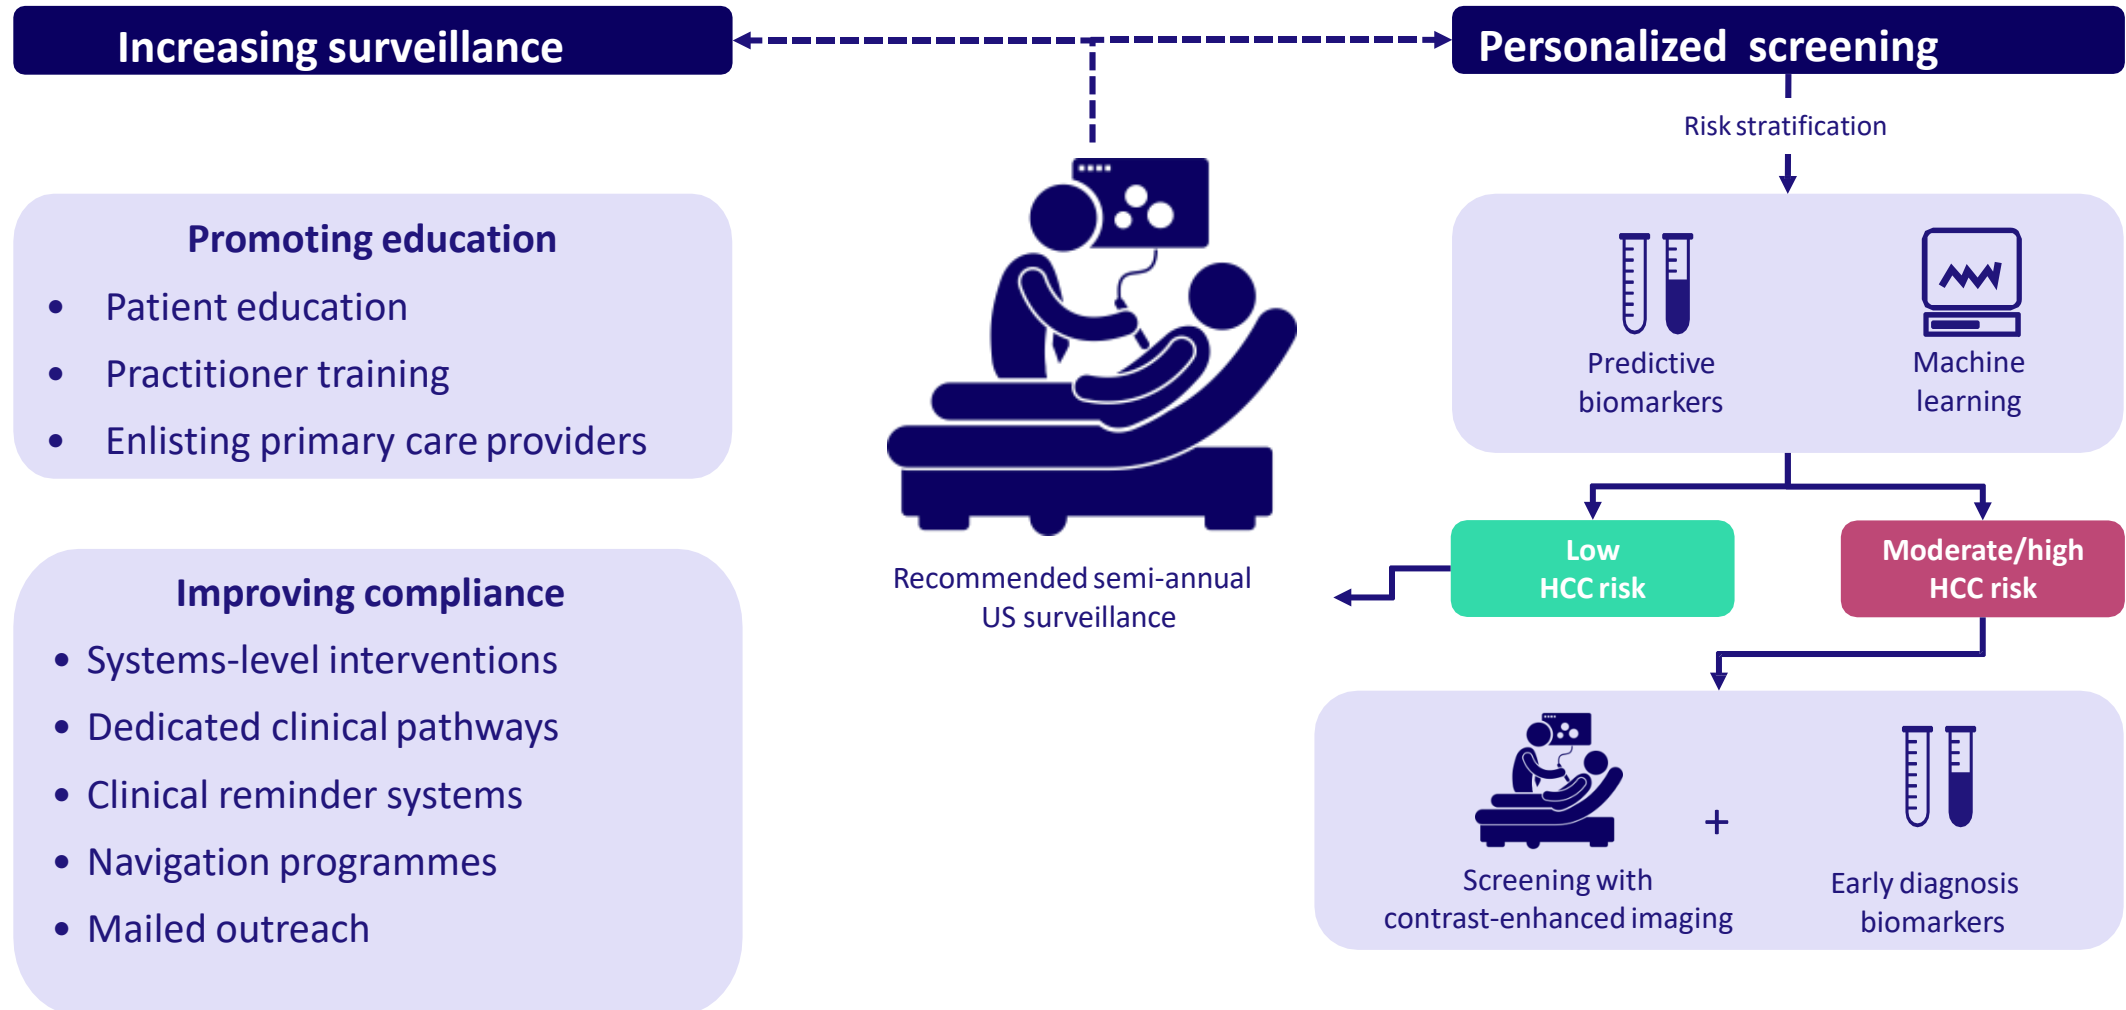 Increasing surveillance
Personalized screening
Risk stratification
Promoting education
• Patient education
• Practitioner training
• Enlisting primary care providers
Predictive
biomarkers
Machine
learning
Improving compliance
• Systems-level interventions
• Dedicated clinical pathways
• Clinical reminder systems
• Navigation programmes
• Mailed outreach
Recommended semi-annual
US surveillance
Low
HCC risk
Moderate/high
HCC risk
Screening with
contrast-enhanced imaging
+
Early diagnosis
biomarkers